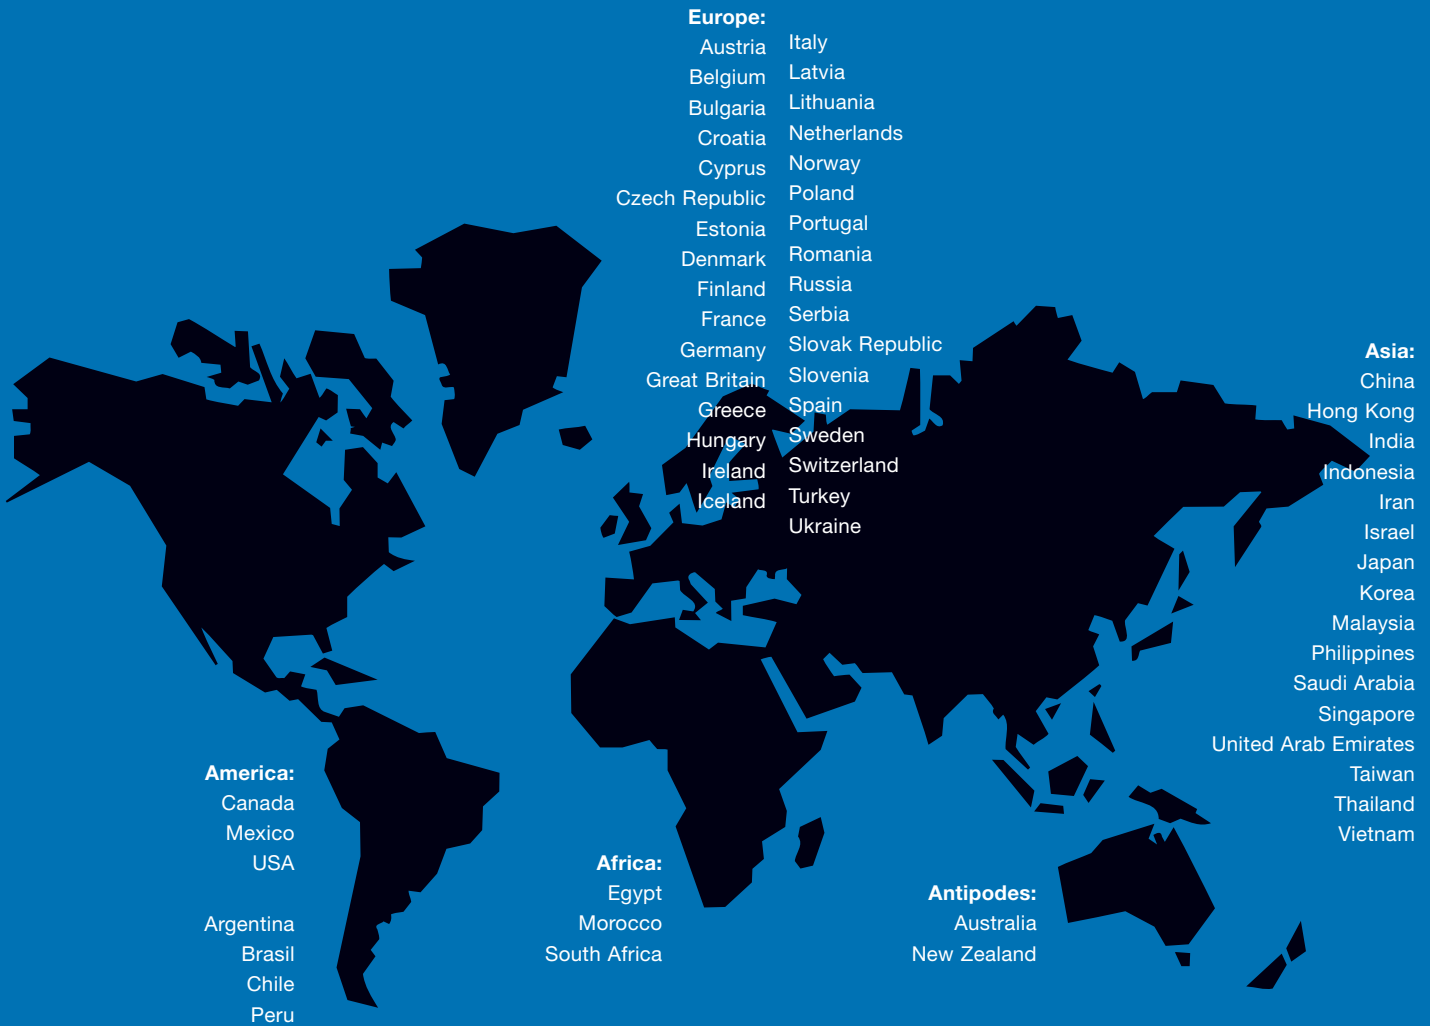 Europe:
Austria
Belgium
Bulgaria
Croatia
Cyprus
Czech Republic
Estonia
Denmark
Finland
France
Germany
Great Britain
Greece
Hungary
Ireland
Iceland
Italy
Latvia
Lithuania
Netherlands
Norway
Poland
Portugal
Romania
Russia
Serbia
Slovak Republic
Slovenia
Spain
Sweden
Switzerland
Turkey
Ukraine
Asia:
China
Hong Kong
India
Indonesia
Iran
Israel
Japan
Korea
Malaysia
Philippines
Saudi Arabia
Singapore
United Arab Emirates
Taiwan
Thailand
Vietnam
America:
Canada
Mexico
USA
Argentina
Brasil
Chile
Peru
Africa:
Egypt
Morocco
South Africa
Antipodes:
Australia
New Zealand